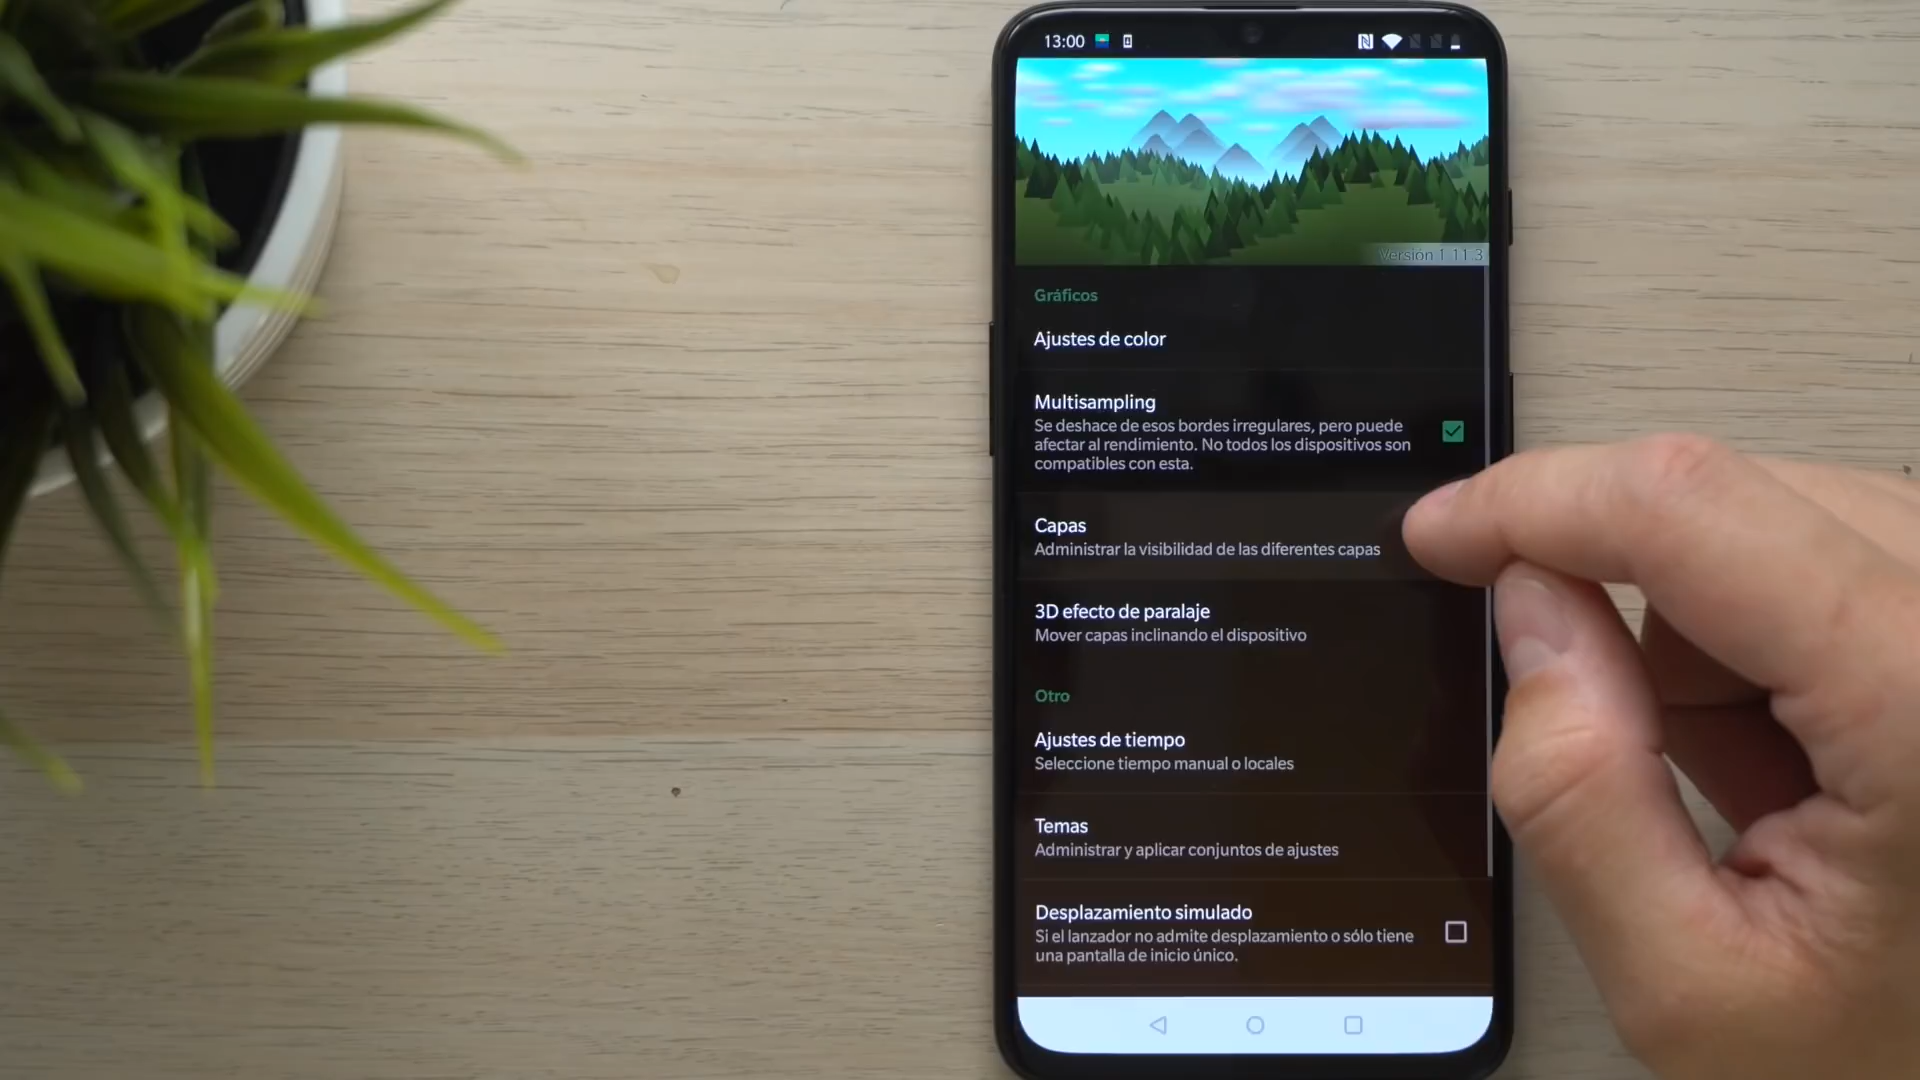 13:00
Versión 1.11.3
Gráficos
Ajustes de color
Multisampling
Se deshace de esos bordes irregulares, pero puede
afectar al rendimiento. No todos los dispositivos son
compatibles con esta.
Capas
Administrar la visibilidad de las diferentes capas
3D efecto de paralaje
Mover capas inclinando el dispositivo
Otro
Ajustes de tiempo
Seleccione tiempo manual o locales
Temas
Administrar y aplicar conjuntos de ajustes
Desplazamiento simulado
Si el lanzador no admite desplazamiento o sólo tiene
una pantalla de inicio único.